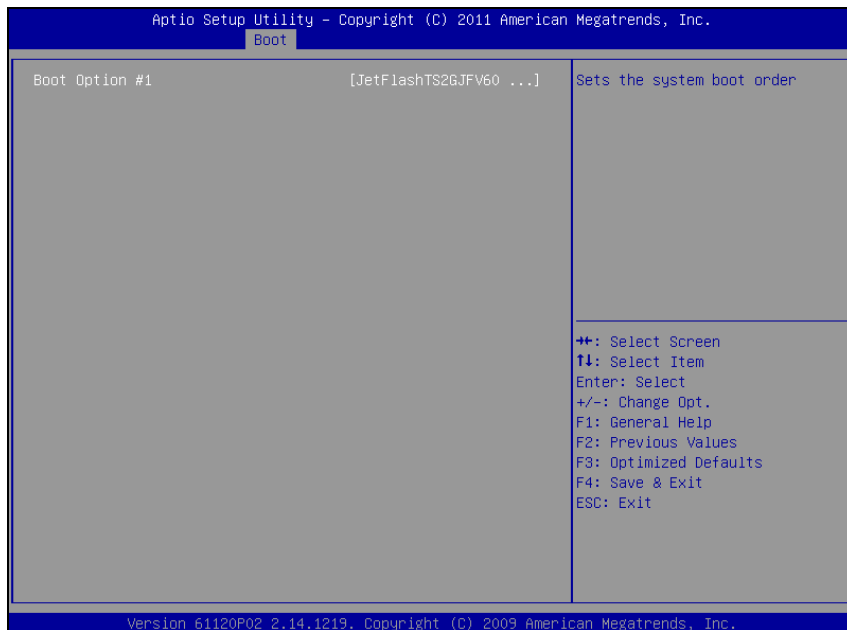 Aptio Setup Utility – Copyright (C) 2011 American Megatrends, Inc.
Boot
Boot Option #1 [JetFlashTS2GJFV60 ...]
Sets the system boot order
→←: Select Screen
↑↓: Select Item
Enter: Select
+/-: Change Opt.
F1: General Help
F2: Previous Values
F3: Optimized Defaults
F4: Save & Exit
ESC: Exit
Version 61120P02 2.14.1219. Copyright (C) 2009 American Megatrends, Inc.